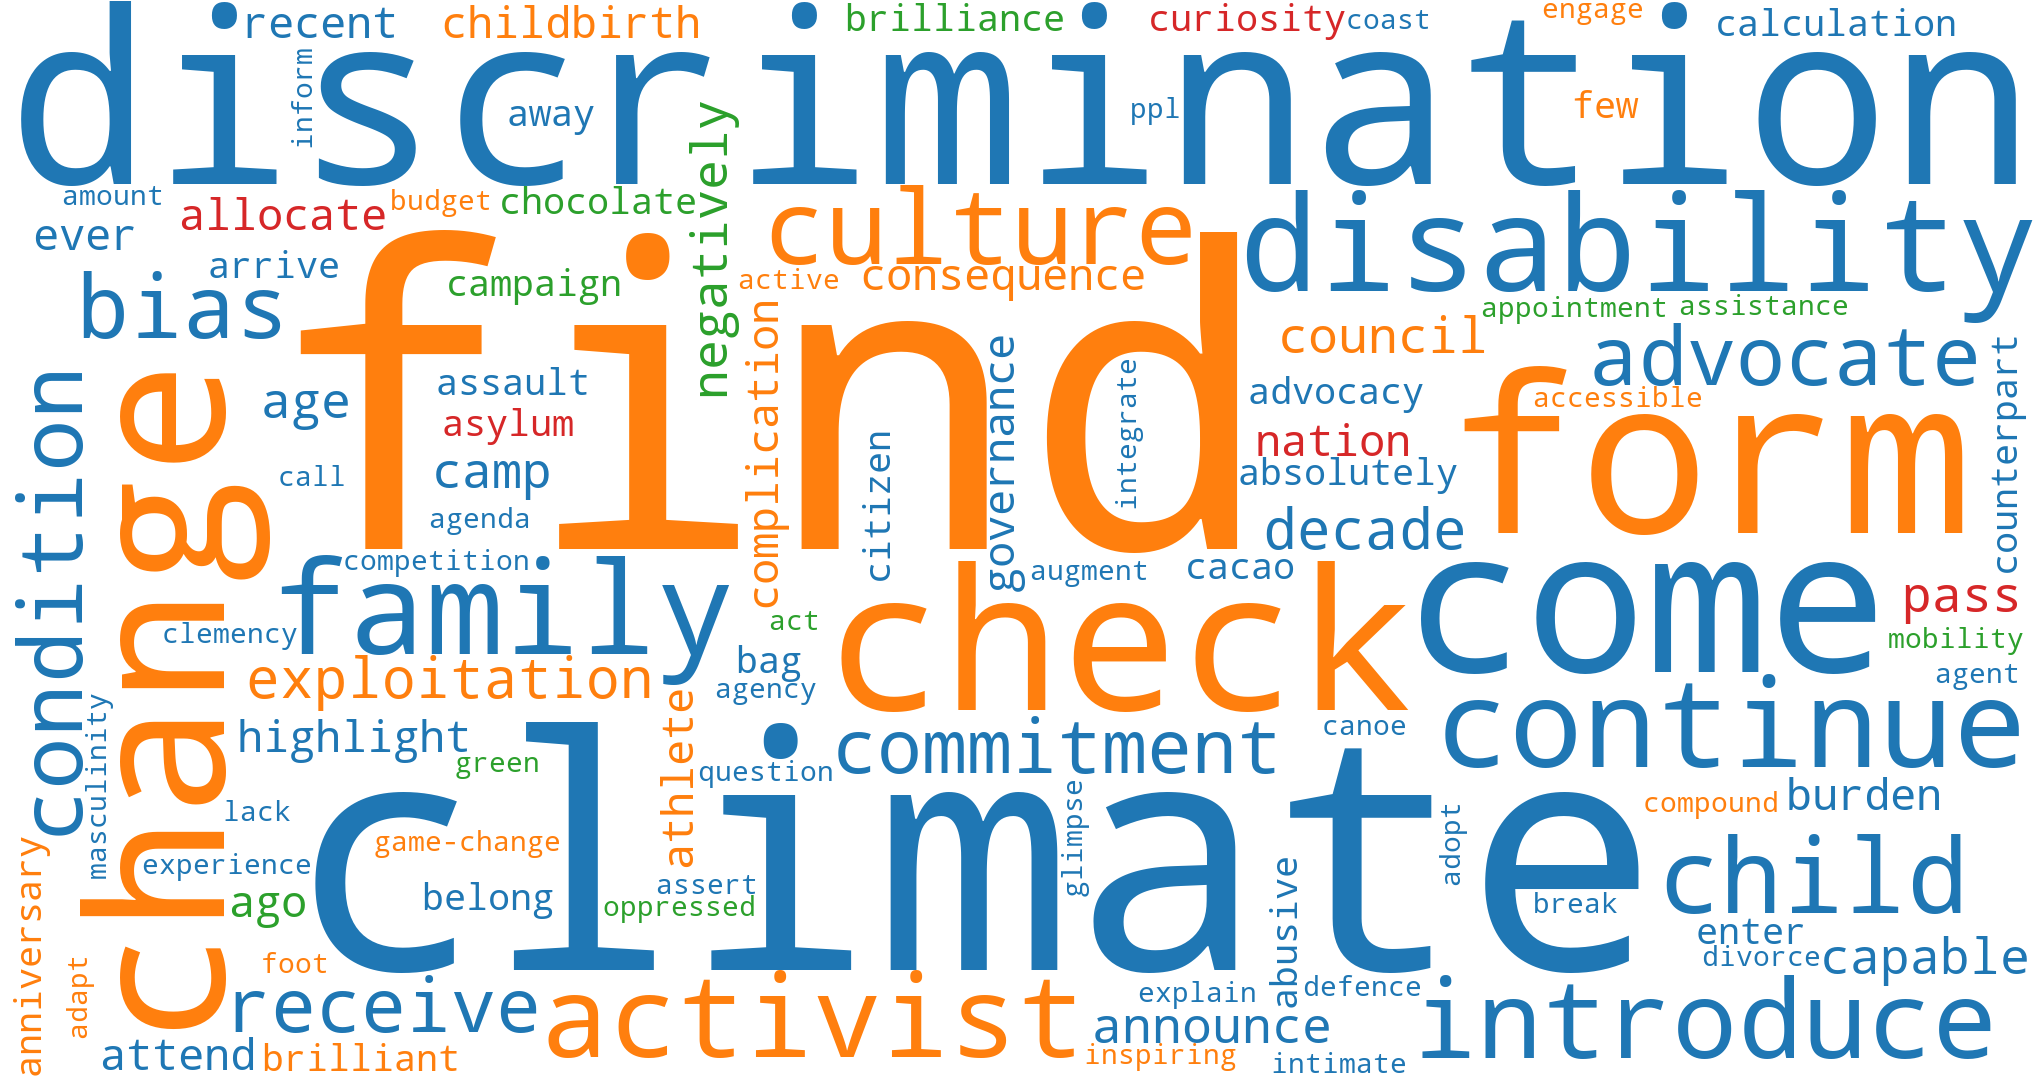 discrimination
recent
childbirth
brilliance
curiosity
coast
engage
calculation
inform
away
ppl
few
amount
ever
allocate
budget
chocolate
negatively
culture
disability
arrive
bias
campaign
active
consequence
appointment
assistance
find
condition
change
age
assault
asylum
call
camp
agenda
competition
complication
citizen
governance
integrate
council
advocate
advocacy
nation
absolutely
accessible
form
counterpart
decade
family
clemency
exploitation
augment
cacao
act
bag
agency
check
come
pass
mobility
agent
continue
masculinity
highlight
green
athlete
question
commitment
canoe
climate
lack
game-change
experience
ago
belong
assert
oppressed
glimpse
adopt
compound
burden
child
break
abusive
enter
divorce
capable
anniversary
adapt
foot
receive
attend
brilliant
activist
explain
defence
announce
inspiring
intimate
introduce